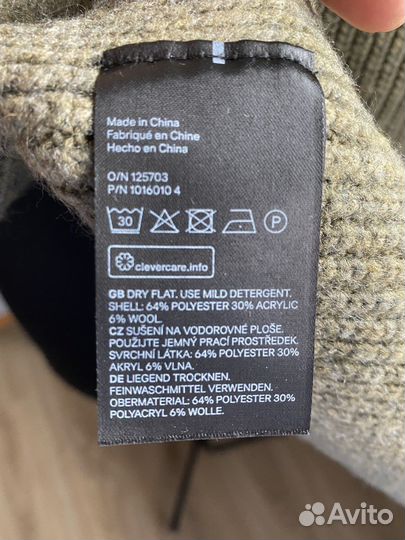 Made in China
Fabriqué en Chine
Hecho en China
O/N 125703
P/N 1016010 4
30 P
clevercare.info
GB DRY FLAT. USE MILD DETERGENT.
SHELL: 64% POLYESTER 30% ACRYLIC
6% WOOL.
CZ SUŠENÍ NA VODOROVNÉ PLOŠE.
POUŽIJTE JEMNÝ PRACÍ PROSTŘEDEK.
SVRCHNÍ LÁTKA: 64% POLYESTER 30%
AKRYL 6% VLNA.
DE LIEGEND TROCKNEN.
FEINWASCHMITTEL VERWENDEN.
OBERMATERIAL: 64% POLYESTER 30%
POLYACRYL 6% WOLLE.
Avito